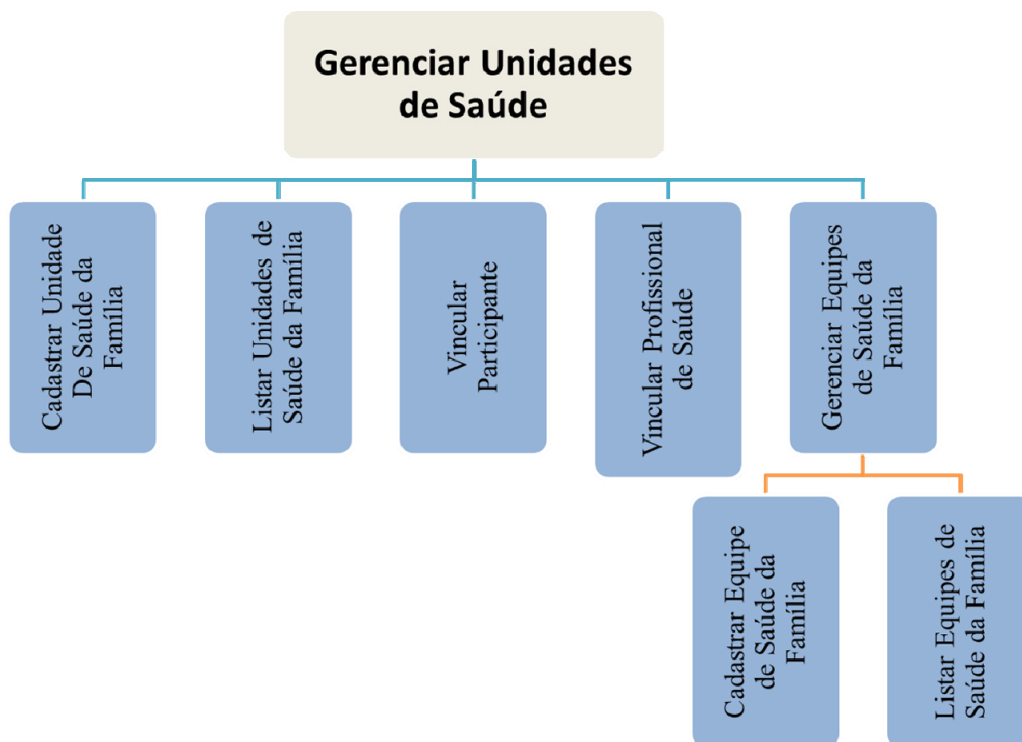 Gerenciar Unidades
de Saúde
Cadastrar Unidade
De Saúde da
Família
Listar Unidades de
Saúde da Família
Vincular
Participante
Vincular Profissional
de Saúde
Gerenciar Equipes
de Saúde da
Família
Cadastrar Equipe
de Saúde da
Família
Listar Equipes de
Saúde da Família